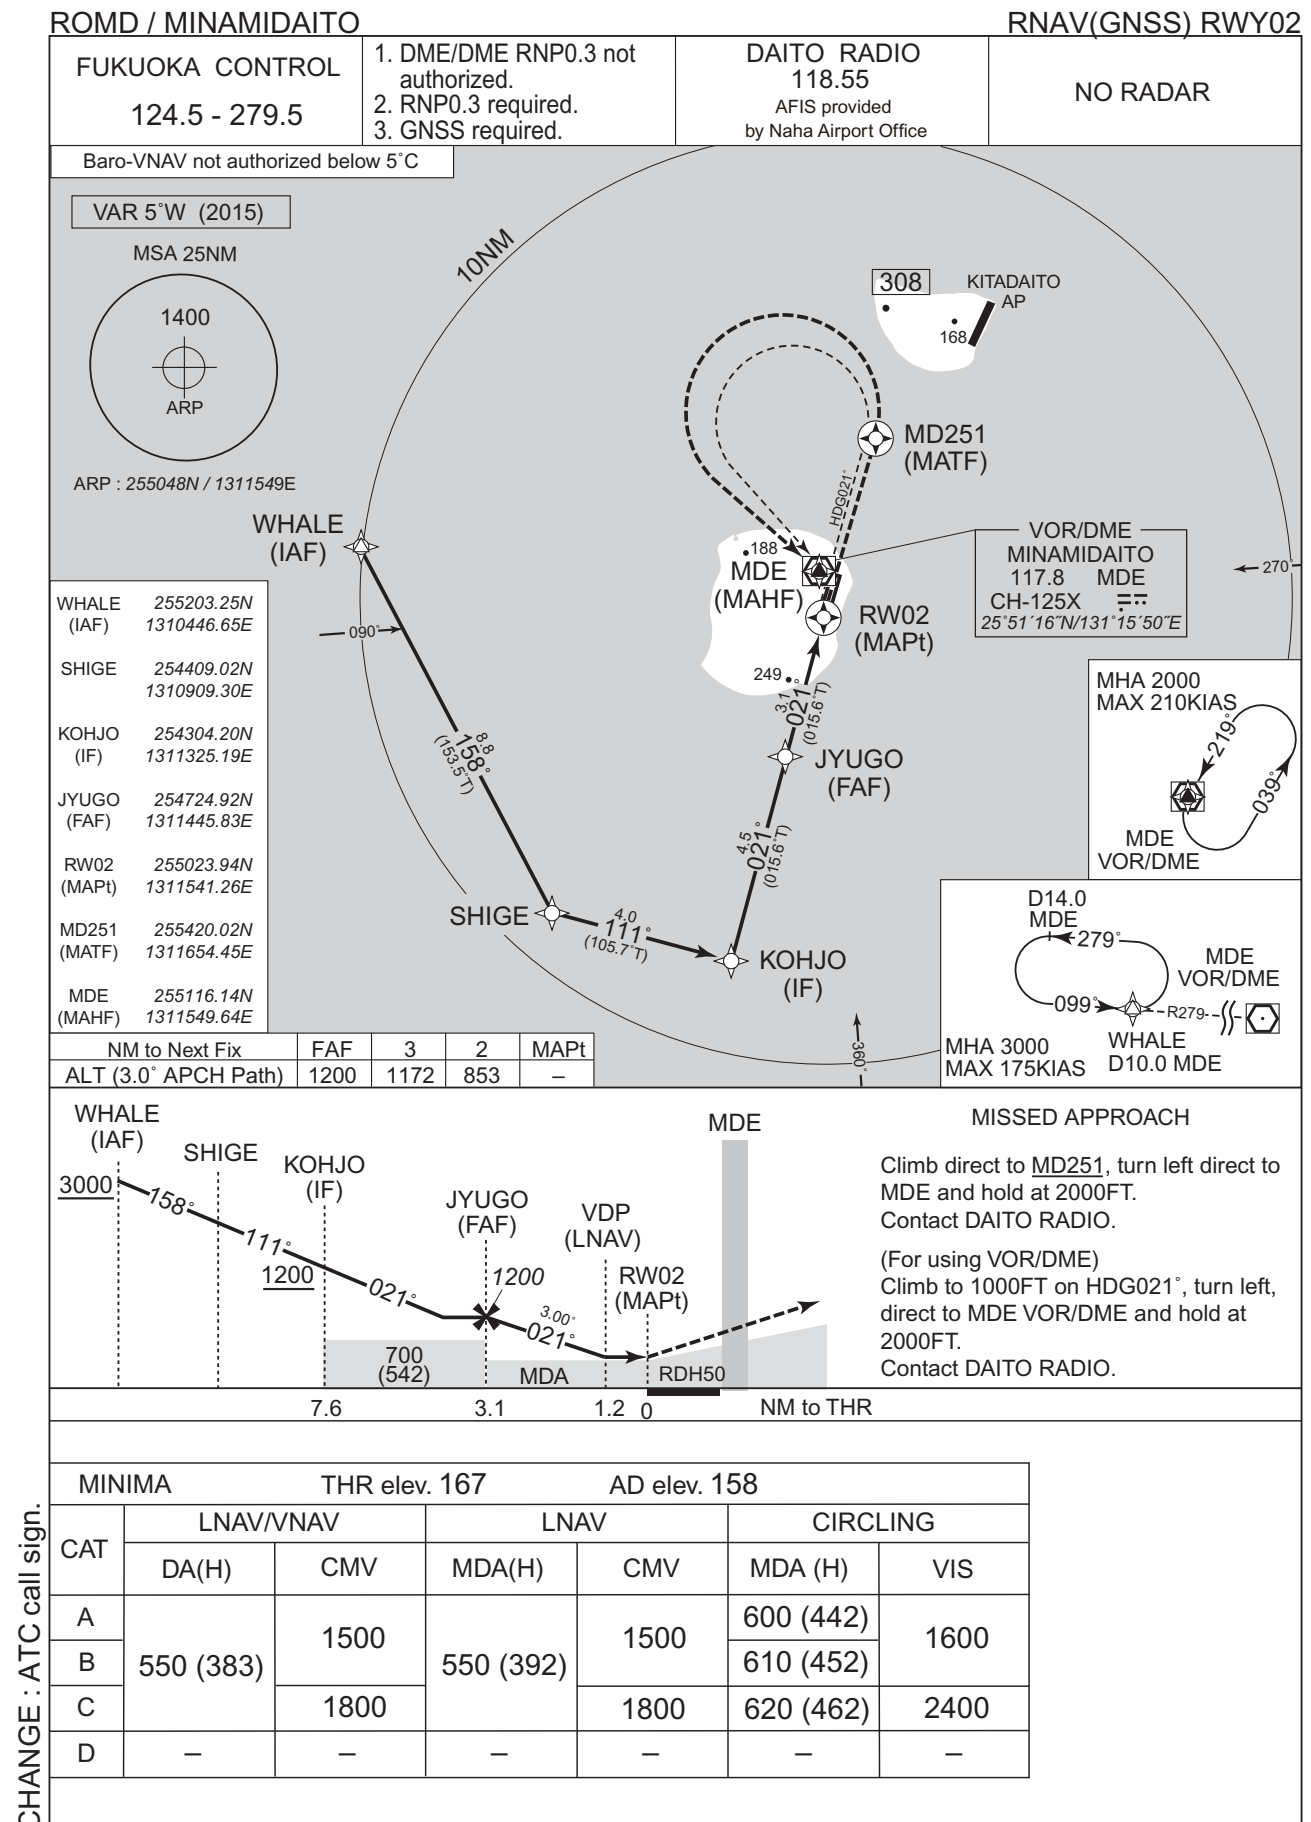 ROMD / MINAMIDAITO
RNAV(GNSS) RWY02
FUKUOKA CONTROL
124.5 - 279.5
1. DME/DME RNP0.3 not
authorized.
2. RNP0.3 required.
3. GNSS required.
DAITO RADIO
118.55
AFIS provided
by Naha Airport Office
NO RADAR
Baro-VNAV not authorized below 5˚C
VAR 5˚W (2015)
MSA 25NM
1400
ARP
ARP : 255048N / 1311549E
10NM
308
KITADAITO
AP
168
MD251
(MATF)
HDG021˚
WHALE
(IAF)
188
MDE
(MAHF)
RW02
(MAPt)
249
VOR/DME
MINAMIDAITO
117.8 MDE
CH-125X
25˚51´16˝N/131˚15´50˝E
270˚
090˚
WHALE 255203.25N
(IAF) 1310446.65E
SHIGE 254409.02N
1310909.30E
KOHJO 254304.20N
(IF) 1311325.19E
JYUGO 254724.92N
(FAF) 1311445.83E
RW02 255023.94N
(MAPt) 1311541.26E
MD251 255420.02N
(MATF) 1311654.45E
MDE 255116.14N
(MAHF) 1311549.64E
8.8
158˚
(153.5˚T)
3.1
021˚
(015.6˚T)
JYUGO
(FAF)
4.5
021˚
(015.6˚T)
SHIGE
4.0
111˚
(105.7˚T)
KOHJO
(IF)
360˚
MHA 2000
MAX 210KIAS
219˚
039˚
MDE
VOR/DME
D14.0
MDE
279˚
MDE
VOR/DME
099˚
R279
WHALE
D10.0 MDE
MHA 3000
MAX 175KIAS
NM to Next Fix FAF 3 2 MAPt
ALT (3.0˚ APCH Path) 1200 1172 853 –
WHALE
(IAF)
SHIGE
KOHJO
(IF)
JYUGO
(FAF)
VDP
(LNAV)
RW02
(MAPt)
MDE
3000
158˚
111˚
1200
021˚
1200
3.00˚
021˚
700
(542)
MDA
RDH50
7.6 3.1 1.2 0 NM to THR
MISSED APPROACH
Climb direct to MD251, turn left direct to
MDE and hold at 2000FT.
Contact DAITO RADIO.
(For using VOR/DME)
Climb to 1000FT on HDG021˚, turn left,
direct to MDE VOR/DME and hold at
2000FT.
Contact DAITO RADIO.
MINIMA THR elev. 167 AD elev. 158
CAT LNAV/VNAV LNAV CIRCLING
DA(H) CMV MDA(H) CMV MDA (H) VIS
A 550 (383) 1500 550 (392) 1500 600 (442) 1600
B 610 (452)
C 1800 1800 620 (462) 2400
D – – – – – –
CHANGE : ATC call sign.